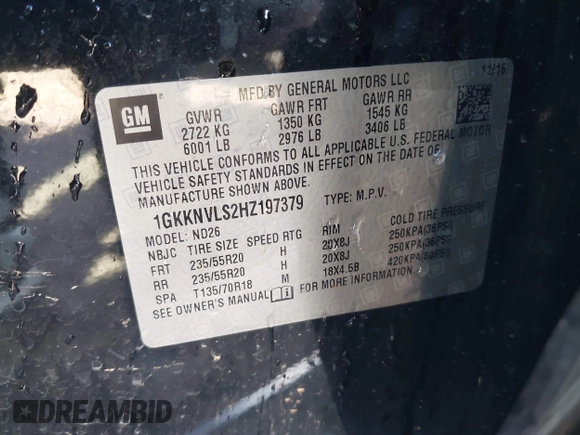 MFD BY GENERAL MOTORS LLC 11/16
GM
GVWR GAWR FRT GAWR RR
2722 KG 1350 KG 1545 KG
6001 LB 2976 LB 3406 LB
THIS VEHICLE CONFORMS TO ALL APPLICABLE U.S. FEDERAL MOTOR
VEHICLE SAFETY STANDARDS IN EFFECT ON THE DATE OF
MANUFACTURE SHOWN ABOVE.
1GKKNVLS2HZ197379 TYPE: M.P.V.
MODEL: ND26
NBJC TIRE SIZE SPEED RTG RIM COLD TIRE PRESSURE
FRT 235/55R20 H 20X8J 250KPA(36PSI)
RR 235/55R20 H 20X8J 250KPA(36PSI)
SPA T135/70R18 M 18X4.5B 420KPA(60PSI)
SEE OWNER'S MANUAL FOR MORE INFORMATION.
DREAMBID